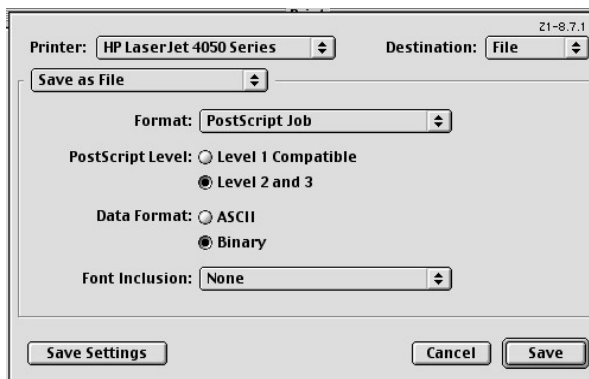 Z1-8.7.1
Printer: HP LaserJet 4050 Series Destination: File
Save as File
Format: PostScript Job
PostScript Level: Level 1 Compatible
Level 2 and 3
Data Format: ASCII
Binary
Font Inclusion: None
Save Settings Cancel Save